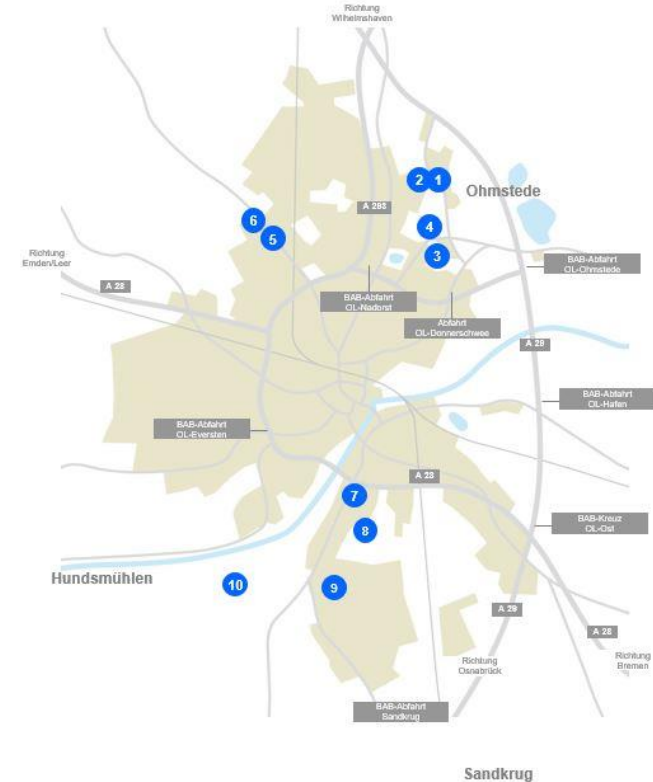 Richtung
Wilhelmshaven
2
1
Ohmstede
A 293
6
4
5
3
Richtung
Emden/Leer
BAB-Abfahrt
OL-Ohmstede
A 28
BAB-Abfahrt
OL-Nadorst
Abfahrt
OL-Donnerschwee
A 29
BAB-Abfahrt
OL-Hafen
BAB-Abfahrt
OL-Eversten
A 28
7
BAB-Kreuz
OL-Ost
8
Hundsmühlen
10
9
A 29
A 28
Richtung
Osnabrück
Richtung
Bremen
BAB-Abfahrt
Sandkrug
Sandkrug